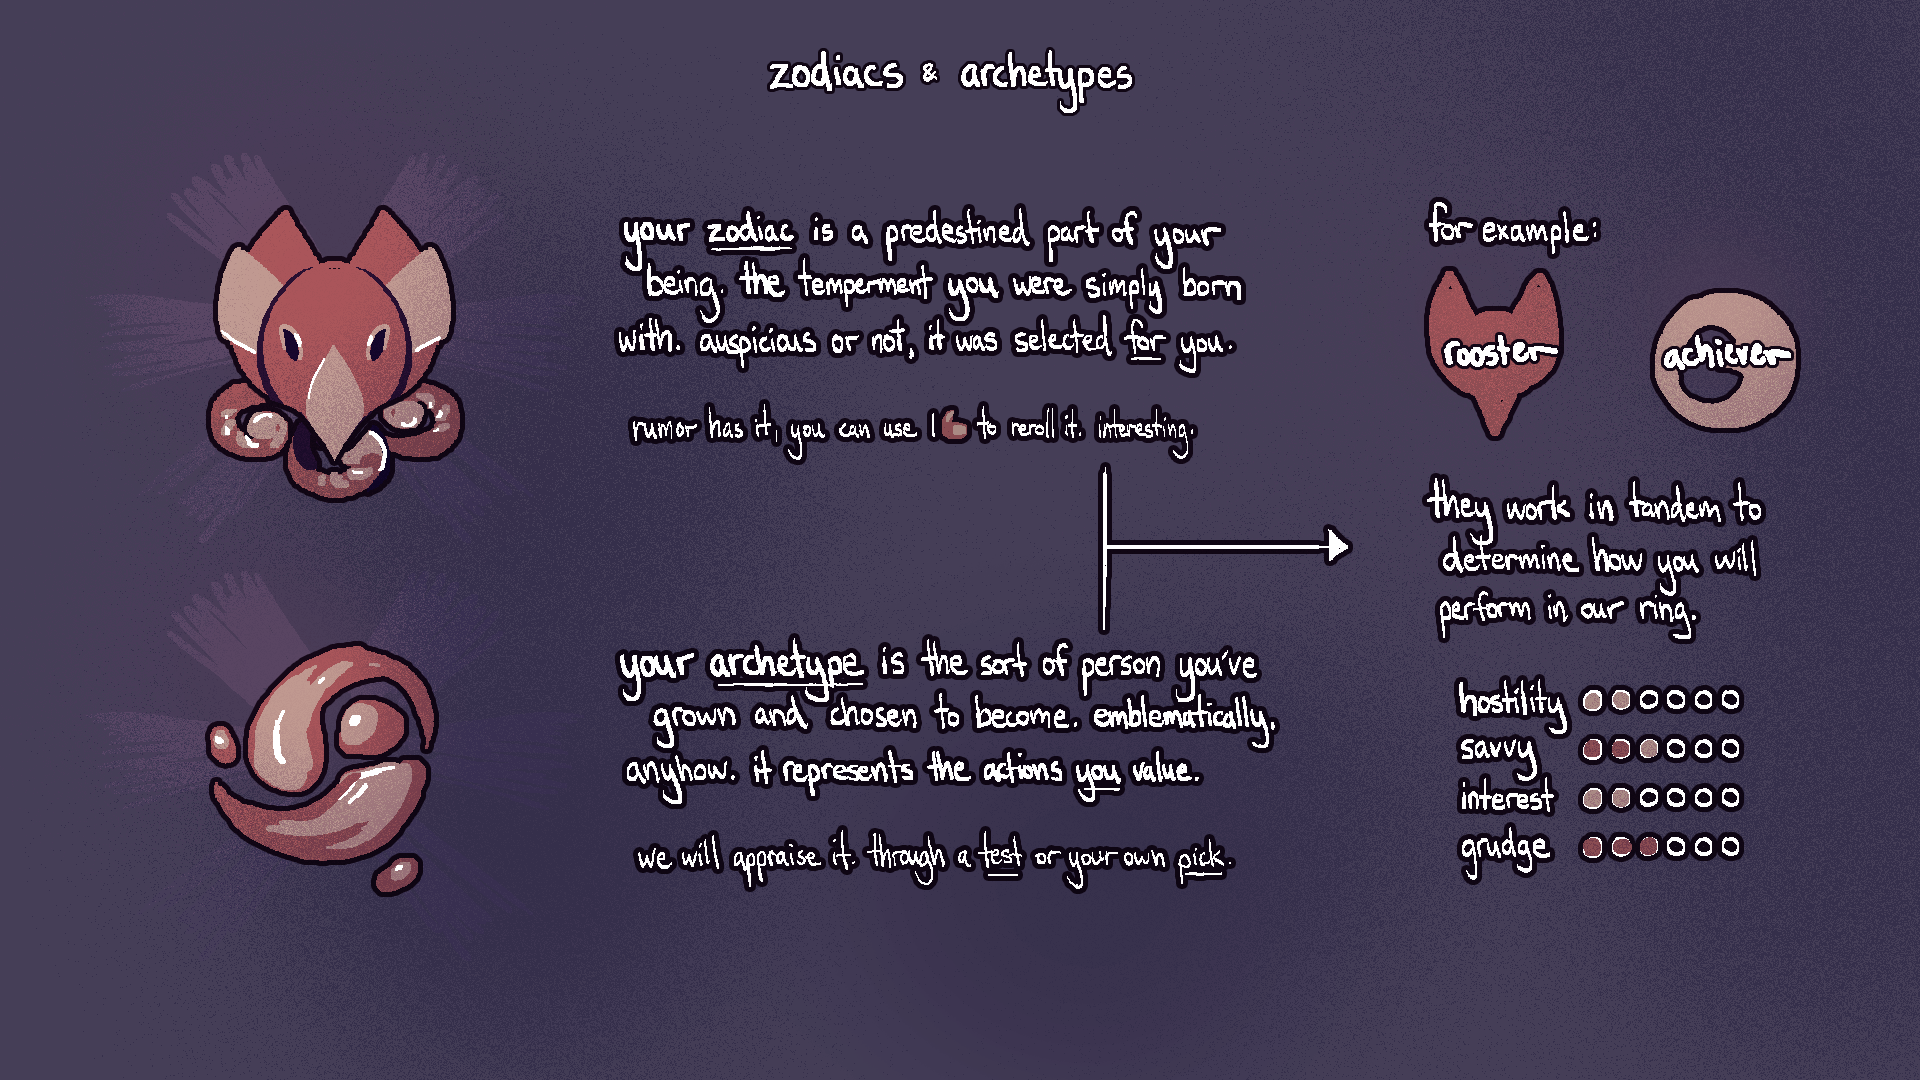 zodiacs & archetypes
your zodiac is a predestined part of your
being. the temperment you were simply born
with. auspicious or not, it was selected for you.
rumor has it, you can use 1 to reroll it. interesting.
your archetype is the sort of person you've
grown and chosen to become. emblematically,
anyhow. it represents the actions you value.
we will appraise it. through a test or your own pick.
for example:
rooster
achiever
they work in tandem to
determine how you will
perform in our ring.
hostility
savvy
interest
grudge